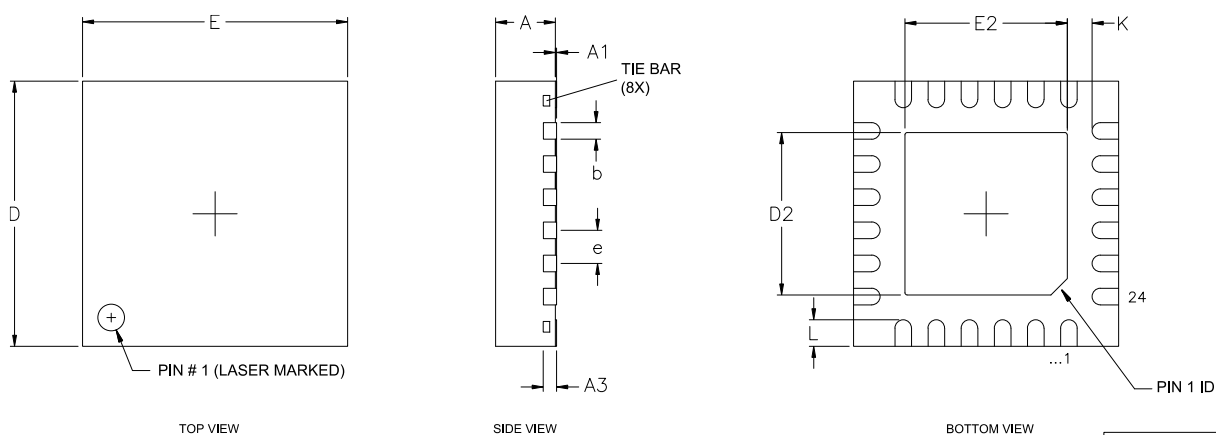 E
D
PIN # 1 (LASER MARKED)
TOP VIEW
A
A1
TIE BAR
(8X)
b
e
A3
SIDE VIEW
E2
K
D2
L
24
...1
PIN 1 ID
BOTTOM VIEW